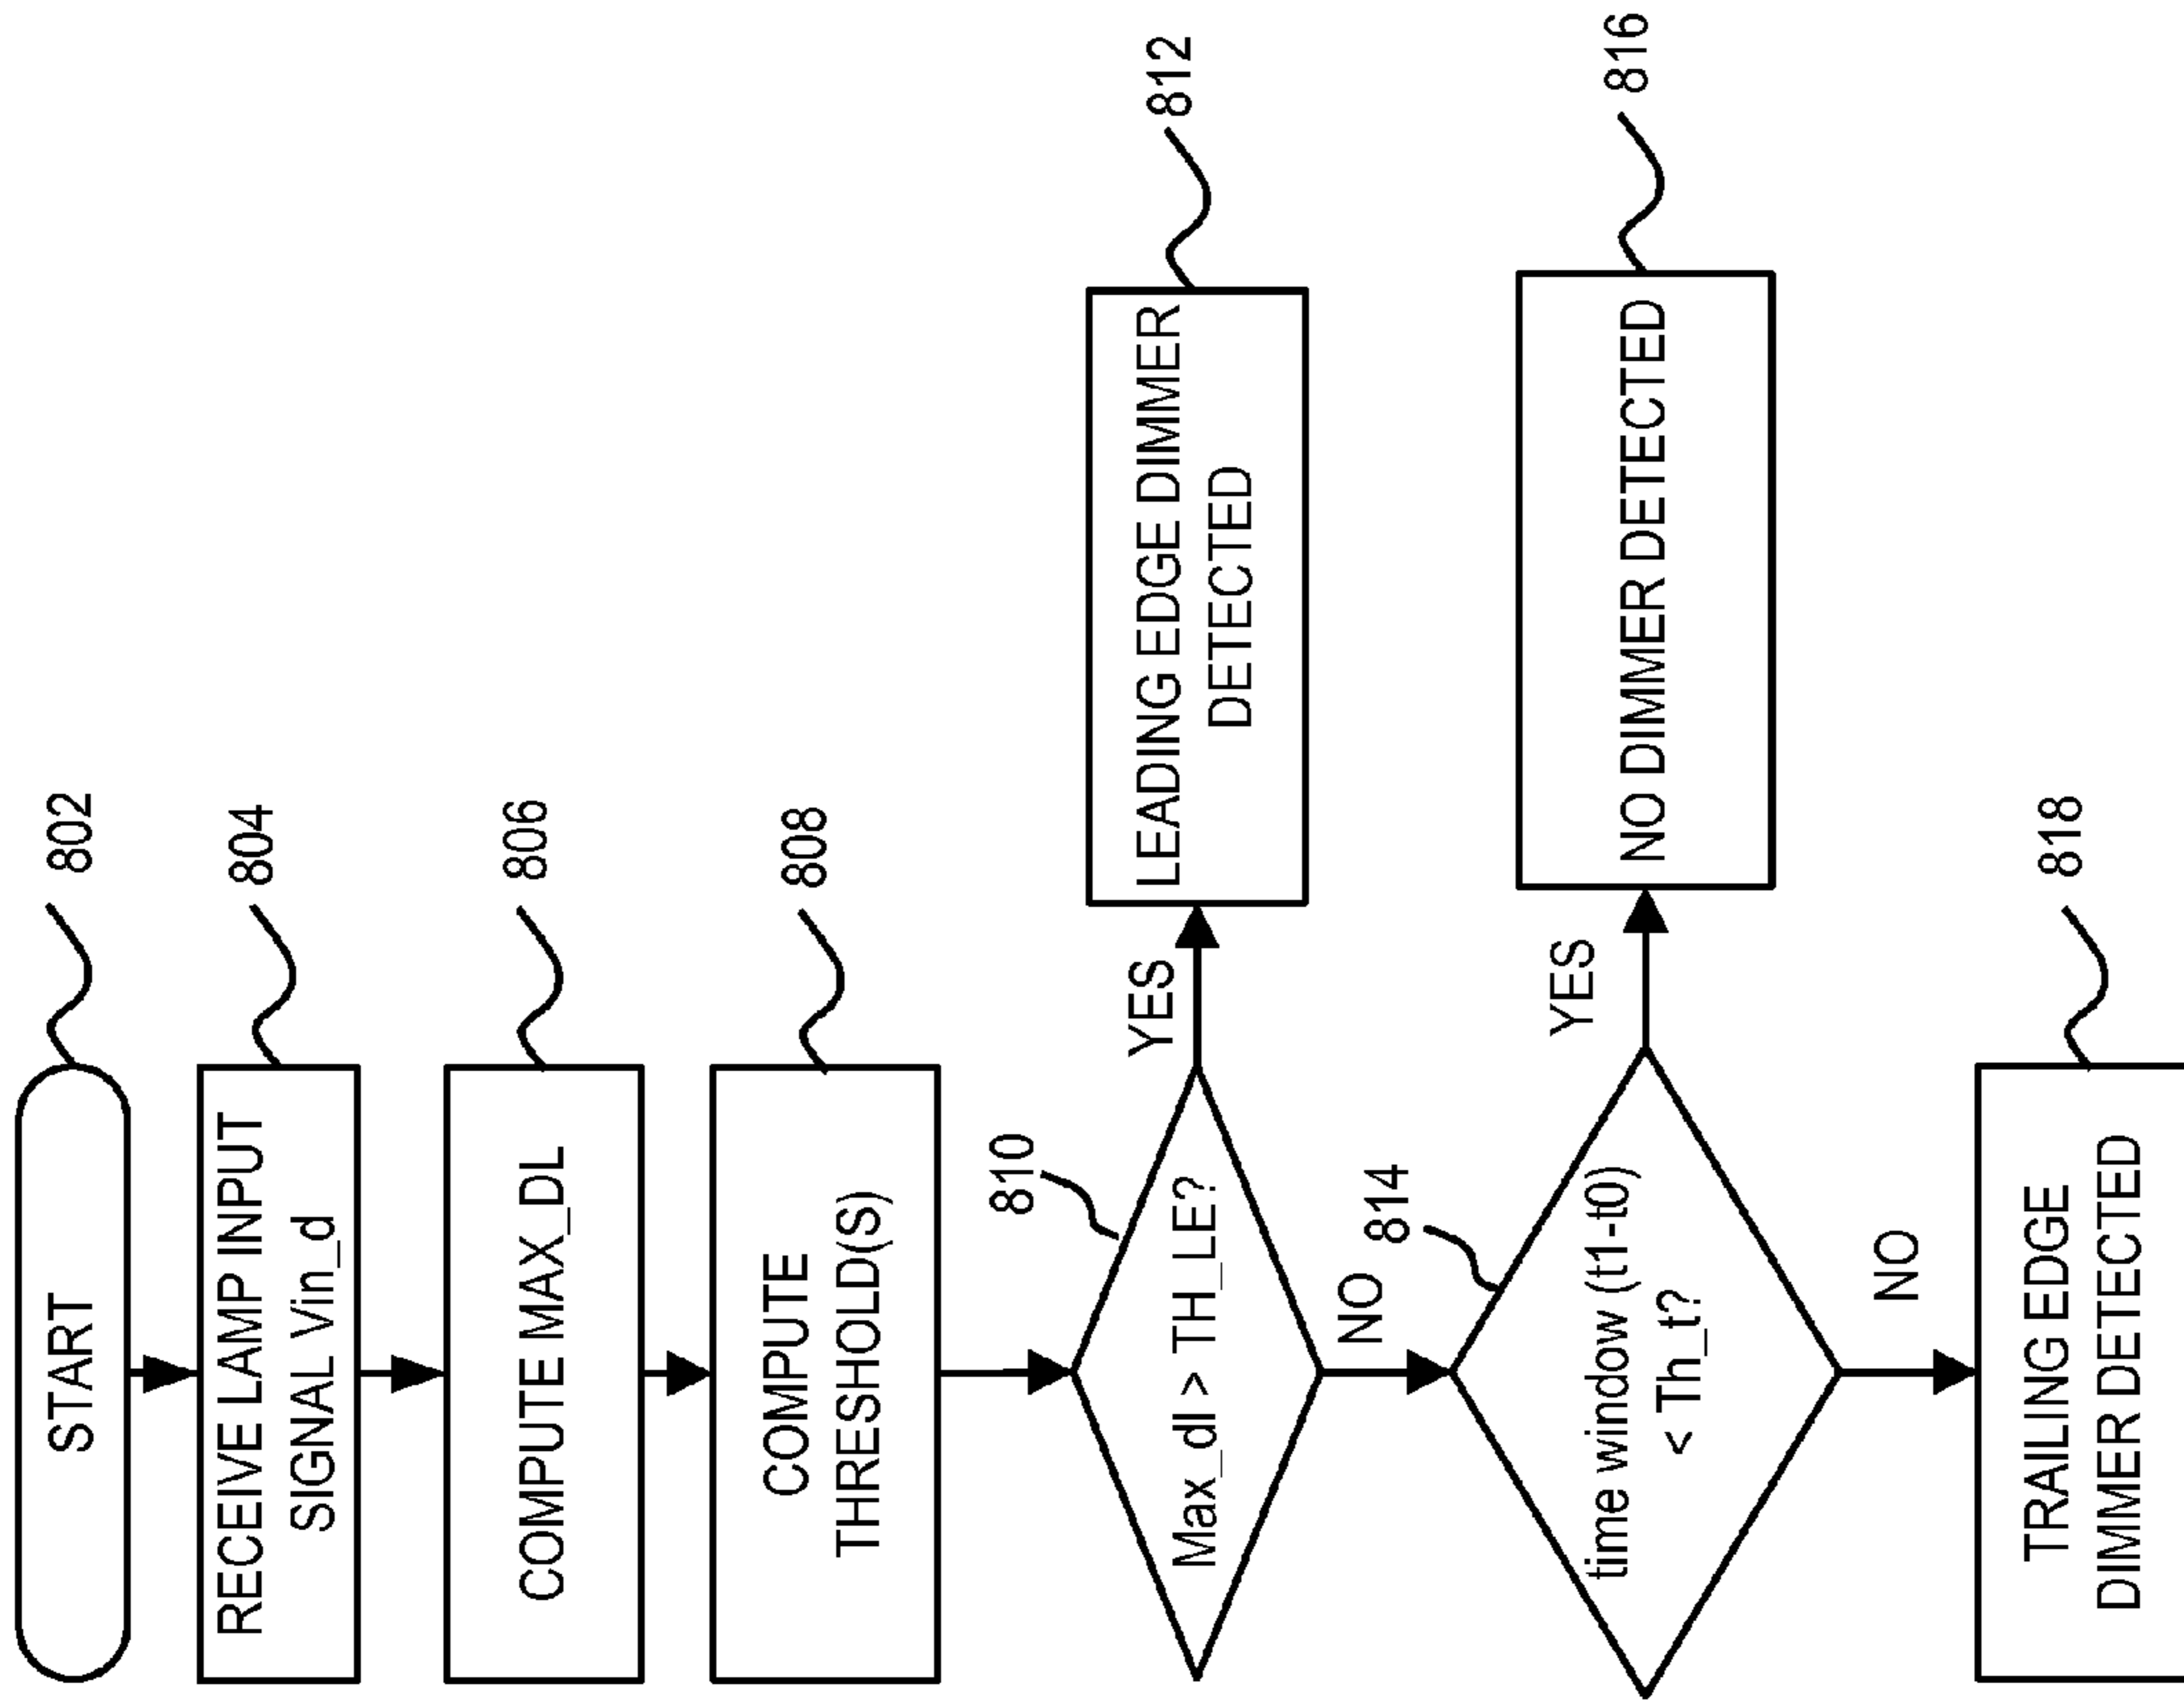 START
802
RECEIVE LAMP INPUT
SIGNAL Vin_d
804
COMPUTE MAX_DL
806
COMPUTE
THRESHOLD(S)
808
810
Max_dl > TH_LE?
YES
LEADING EDGE DIMMER
DETECTED
812
NO
814
time window (t1-t0)
< Th_t?
YES
NO DIMMER DETECTED
816
NO
TRAILING EDGE
DIMMER DETECTED
818